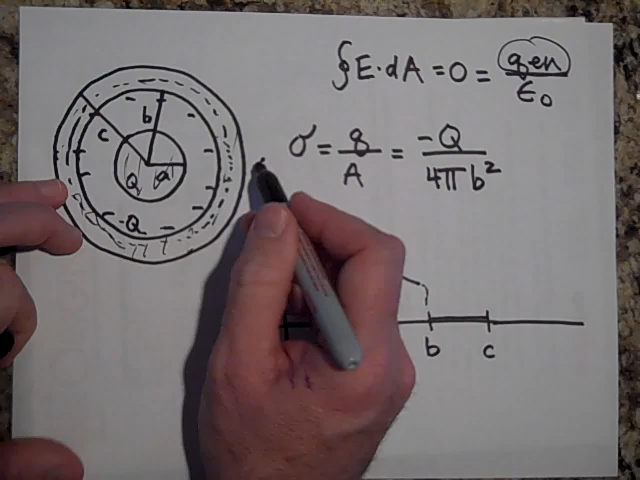 ∮E·dA = 0 = qen/ε₀
σ = q/A = -Q/4πb²
b
c
a
Q
-Q
b
c